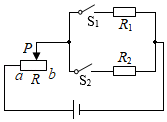 S₁ R₁
P
S₂ R₂
a R b